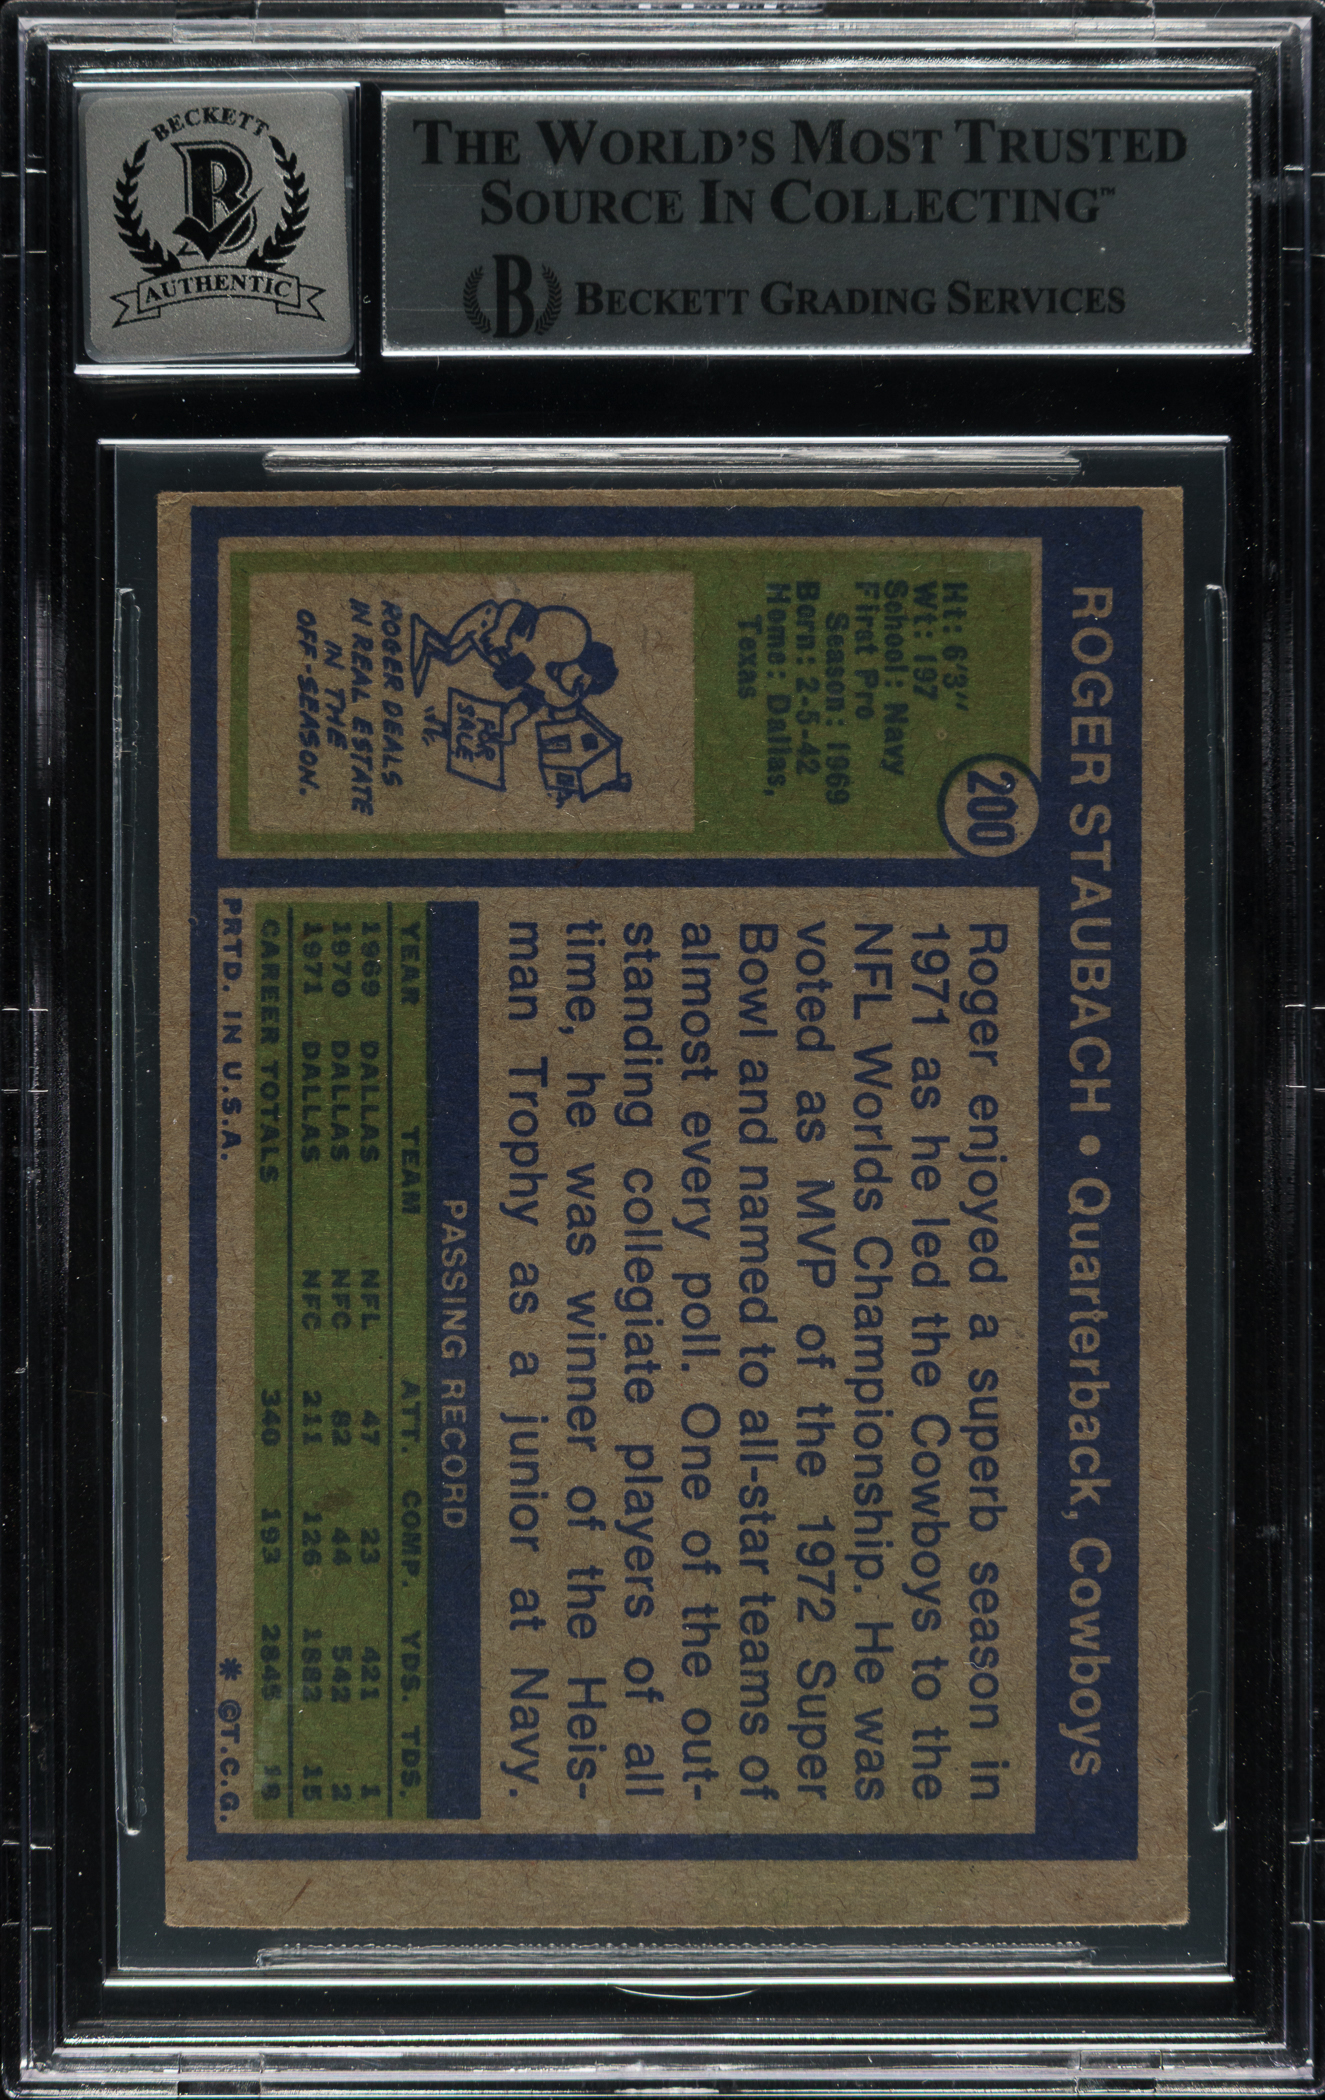 BECKETT
B
AUTHENTIC
THE WORLD'S MOST TRUSTED
SOURCE IN COLLECTING™
B BECKETT GRADING SERVICES
ROGER STAUBACH • Quarterback, Cowboys
200
Ht: 6'3"
Wt: 197
School: Navy
First Pro
Season: 1969
Born: 2-5-42
Home: Dallas,
Texas
FOR
SALE
ROGER DEALS
IN REAL ESTATE
IN THE
OFF-SEASON.
Roger enjoyed a superb season in
1971 as he led the Cowboys to the
NFL Worlds Championship. He was
voted as MVP of the 1972 Super
Bowl and named to all-star teams of
almost every poll. One of the out-
standing collegiate players of all
time, he was winner of the Heis-
man Trophy as a junior at Navy.
PASSING RECORD
YEAR TEAM ATT. COMP. YDS. TDS.
1969 DALLAS NFL 47 23 421 1
1970 DALLAS NFC 82 44 542 2
1971 DALLAS NFC 211 126 1882 15
CAREER TOTALS 340 193 2845 18
PRTD. IN U.S.A. * ©T.C.G.